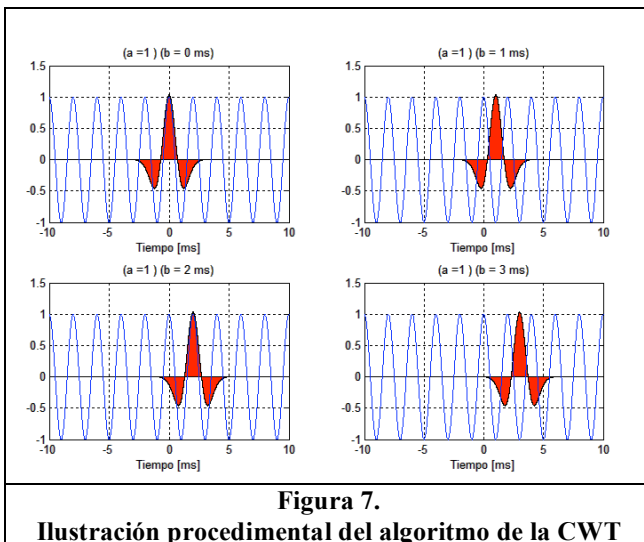 (a =1 ) (b = 0 ms)
1.5
1
0.5
0
-0.5
-1
-10 -5 0 5 10
Tiempo [ms]
(a =1 ) (b = 1 ms)
1.5
1
0.5
0
-0.5
-1
-10 -5 0 5 10
Tiempo [ms]
(a =1 ) (b = 2 ms)
1.5
1
0.5
0
-0.5
-1
-10 -5 0 5 10
Tiempo [ms]
(a =1 ) (b = 3 ms)
1.5
1
0.5
0
-0.5
-1
-10 -5 0 5 10
Tiempo [ms]
Figura 7.
Ilustración procedimental del algoritmo de la CWT